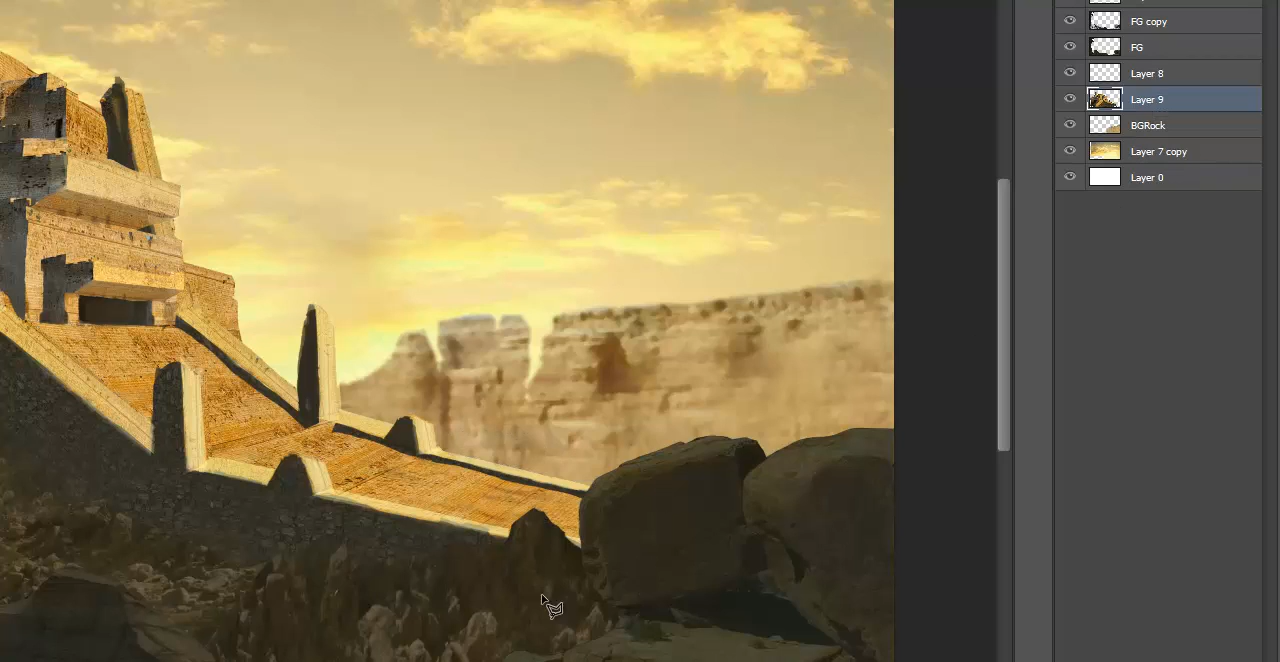 FG copy
FG
Layer 8
Layer 9
BGRock
Layer 7 copy
Layer 0